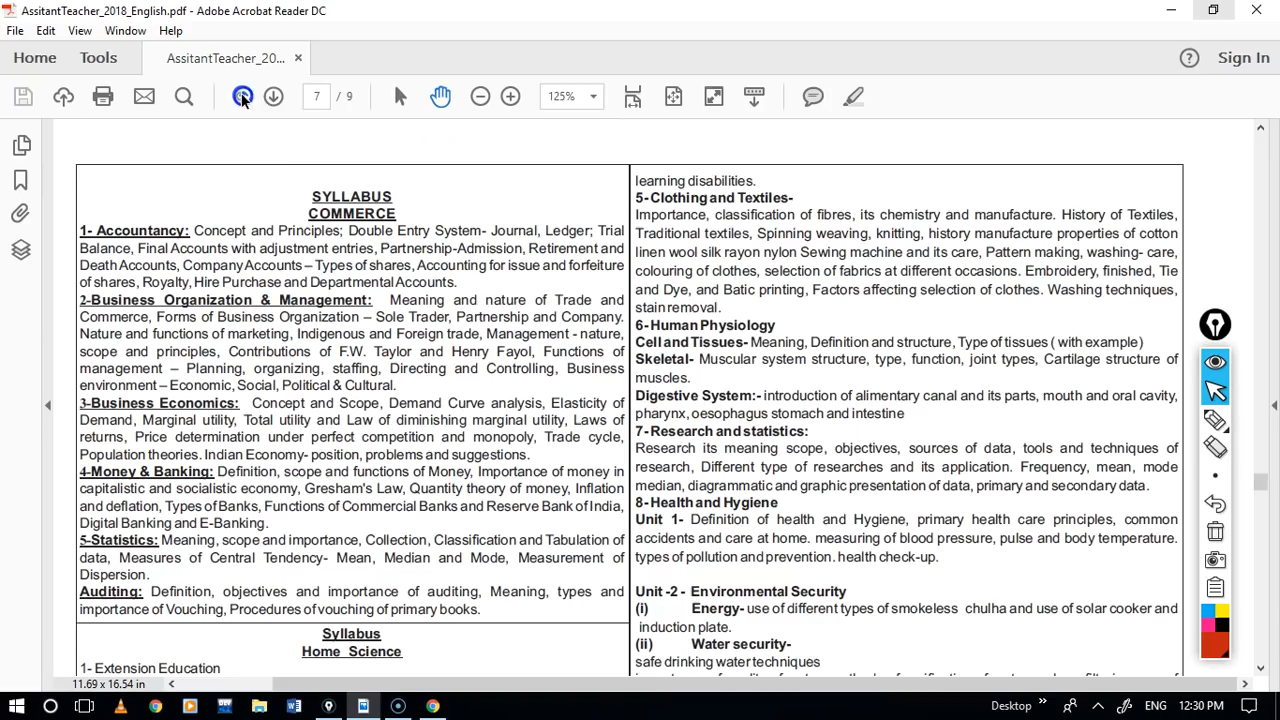 AssitantTeacher_2018_English.pdf - Adobe Acrobat Reader DC
File Edit View Window Help
Home Tools AssitantTeacher_20... × Sign In
7 / 9 125%
SYLLABUS
COMMERCE
1- Accountancy: Concept and Principles; Double Entry System- Journal, Ledger; Trial
Balance, Final Accounts with adjustment entries, Partnership-Admission, Retirement and
Death Accounts, Company Accounts – Types of shares, Accounting for issue and forfeiture
of shares, Royalty, Hire Purchase and Departmental Accounts.
2-Business Organization & Management: Meaning and nature of Trade and
Commerce, Forms of Business Organization – Sole Trader, Partnership and Company.
Nature and functions of marketing, Indigenous and Foreign trade, Management - nature,
scope and principles, Contributions of F.W. Taylor and Henry Fayol, Functions of
management – Planning, organizing, staffing, Directing and Controlling, Business
environment – Economic, Social, Political & Cultural.
3-Business Economics: Concept and Scope, Demand Curve analysis, Elasticity of
Demand, Marginal utility, Total utility and Law of diminishing marginal utility, Laws of
returns, Price determination under perfect competition and monopoly, Trade cycle,
Population theories. Indian Economy- position, problems and suggestions.
4-Money & Banking: Definition, scope and functions of Money, Importance of money in
capitalistic and socialistic economy, Gresham's Law, Quantity theory of money, Inflation
and deflation, Types of Banks, Functions of Commercial Banks and Reserve Bank of India,
Digital Banking and E-Banking.
5-Statistics: Meaning, scope and importance, Collection, Classification and Tabulation of
data, Measures of Central Tendency- Mean, Median and Mode, Measurement of
Dispersion.
Auditing: Definition, objectives and importance of auditing, Meaning, types and
importance of Vouching, Procedures of vouching of primary books.
Syllabus
Home Science
1- Extension Education
learning disabilities.
5- Clothing and Textiles-
Importance, classification of fibres, its chemistry and manufacture. History of Textiles,
Traditional textiles, Spinning weaving, knitting, history manufacture properties of cotton
linen wool silk rayon nylon Sewing machine and its care, Pattern making, washing- care,
colouring of clothes, selection of fabrics at different occasions. Embroidery, finished, Tie
and Dye, and Batic printing, Factors affecting selection of clothes. Washing techniques,
stain removal.
6- Human Physiology
Cell and Tissues- Meaning, Definition and structure, Type of tissues ( with example)
Skeletal- Muscular system structure, type, function, joint types, Cartilage structure of
muscles.
Digestive System:- introduction of alimentary canal and its parts, mouth and oral cavity,
pharynx, oesophagus stomach and intestine
7- Research and statistics:
Research its meaning scope, objectives, sources of data, tools and techniques of
research, Different type of researches and its application. Frequency, mean, mode
median, diagrammatic and graphic presentation of data, primary and secondary data.
8- Health and Hygiene
Unit 1- Definition of health and Hygiene, primary health care principles, common
accidents and care at home. measuring of blood pressure, pulse and body temperature.
types of pollution and prevention. health check-up.
Unit -2 - Environmental Security
(i) Energy- use of different types of smokeless chulha and use of solar cooker and
induction plate.
(ii) Water security-
safe drinking water techniques
11.69 x 16.54 in
Desktop ENG 12:30 PM